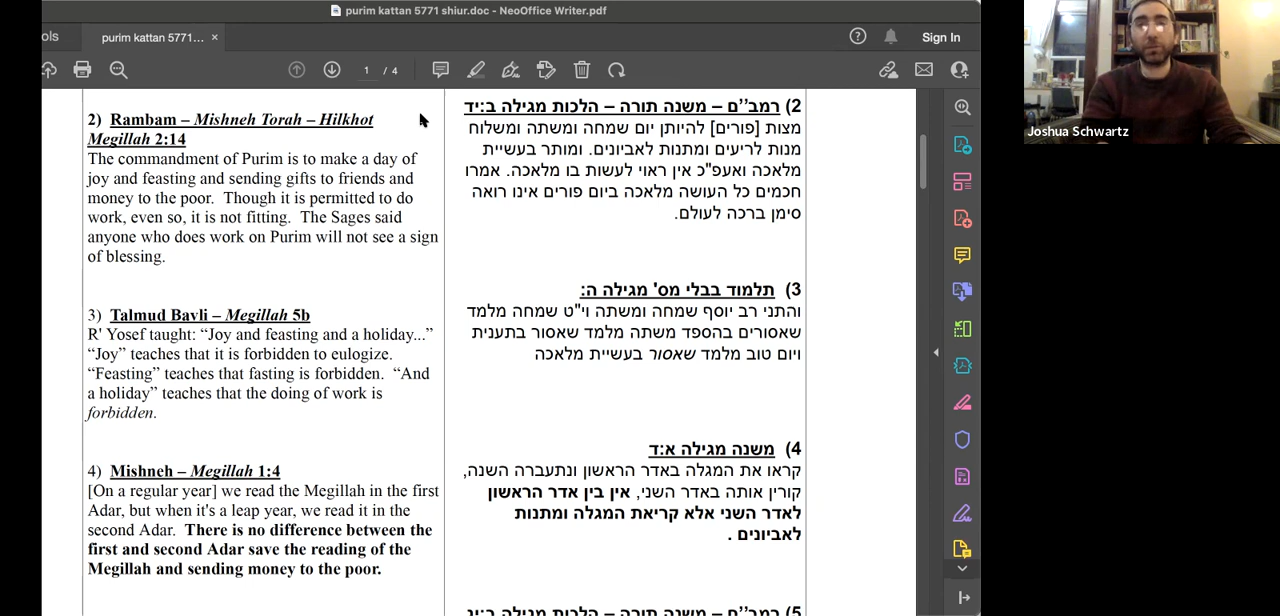 purim kattan 5771 shiur.doc - NeoOffice Writer.pdf
ols
purim kattan 5771... ×
Sign In
1 / 4
2) Rambam – Mishneh Torah – Hilkhot
Megillah 2:14
The commandment of Purim is to make a day of
joy and feasting and sending gifts to friends and
money to the poor. Though it is permitted to do
work, even so, it is not fitting. The Sages said
anyone who does work on Purim will not see a sign
of blessing.
3) Talmud Bavli – Megillah 5b
R' Yosef taught: “Joy and feasting and a holiday...”
“Joy” teaches that it is forbidden to eulogize.
“Feasting” teaches that fasting is forbidden. “And
a holiday” teaches that the doing of work is
forbidden.
4) Mishneh – Megillah 1:4
[On a regular year] we read the Megillah in the first
Adar, but when it's a leap year, we read it in the
second Adar. There is no difference between the
first and second Adar save the reading of the
Megillah and sending money to the poor.
2) רמב''ם – משנה תורה – הלכות מגילה ב:יד
מצות [פורים] להיותן יום שמחה ומשתה ומשלוח
מנות לריעים ומתנות לאביונים. ומותר בעשיית
מלאכה ואעפ"כ אין ראוי לעשות בו מלאכה. אמרו
חכמים כל העושה מלאכה ביום פורים אינו רואה
סימן ברכה לעולם.
3) תלמוד בבלי מס' מגילה ה:
והתני רב יוסף שמחה ומשתה וי"ט שמחה מלמד
שאסורים בהספד משתה מלמד שאסור בתענית
ויום טוב מלמד שאסור בעשיית מלאכה
4) משנה מגילה א:ד
קראו את המגלה באדר הראשון ונתעברה השנה,
קורין אותה באדר השני, אין בין אדר הראשון
לאדר השני אלא קריאת המגלה ומתנות
לאביונים .
5) רמב''ם – משנה תורה – הלכות מגילה ב:יג
Joshua Schwartz